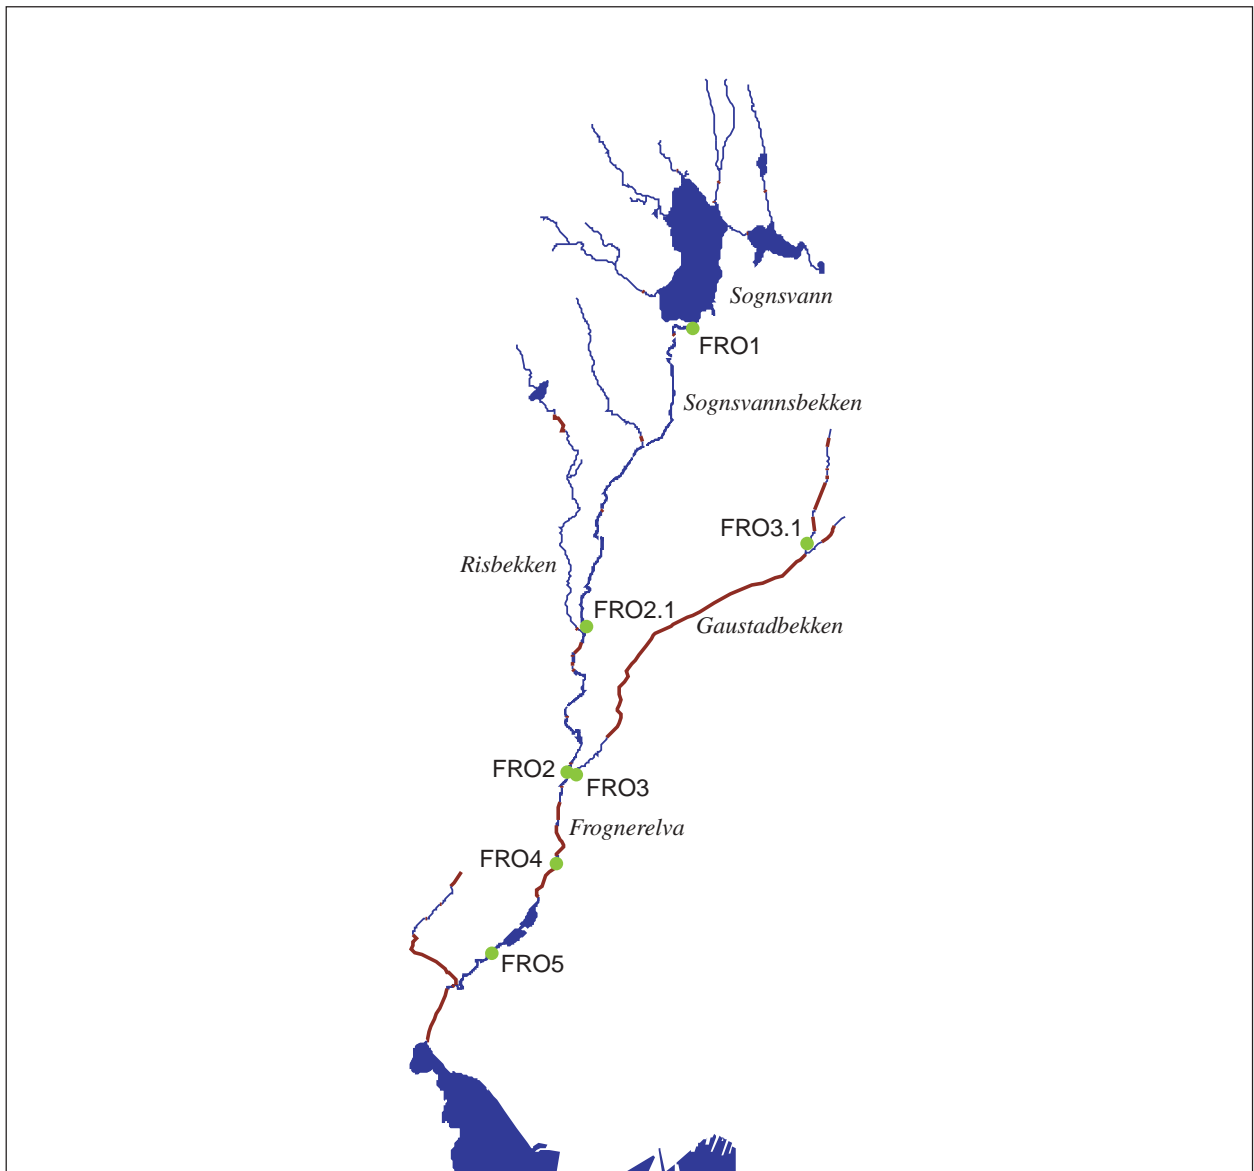 Sognsvann
FRO1
Sognsvannsbekken
FRO3.1
Risbekken
FRO2.1
Gaustadbekken
FRO2
FRO3
Frognerelva
FRO4
FRO5